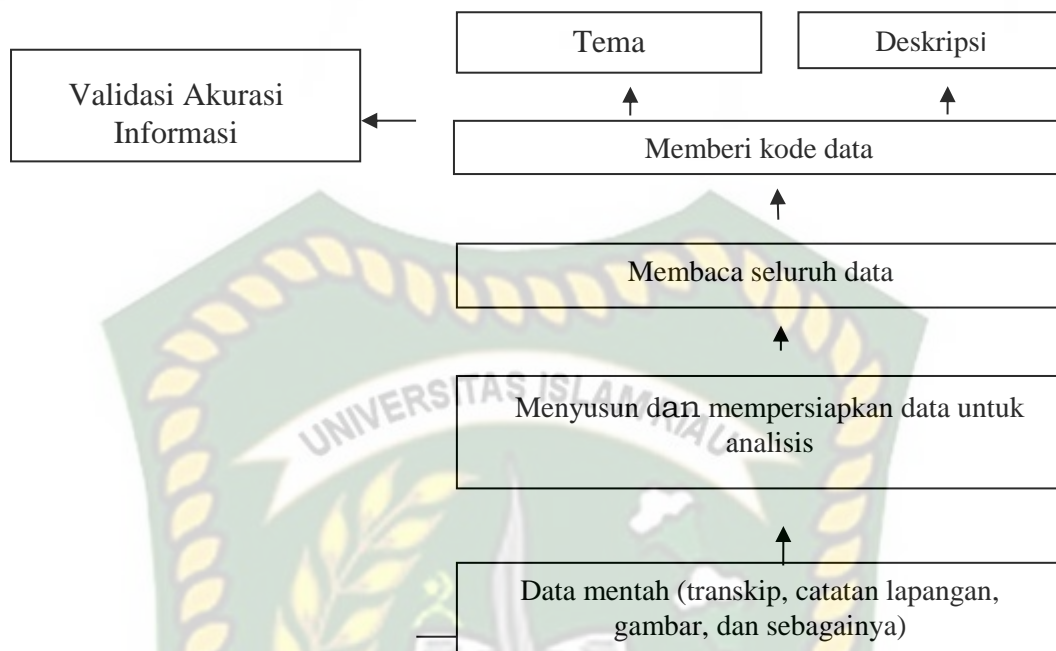 Tema
Deskripsi
Validasi Akurasi
Informasi
Memberi kode data
Membaca seluruh data
UNIVERSITAS ISLAM RIAU
Menyusun dan mempersiapkan data untuk
analisis
Data mentah (transkip, catatan lapangan,
gambar, dan sebagainya)